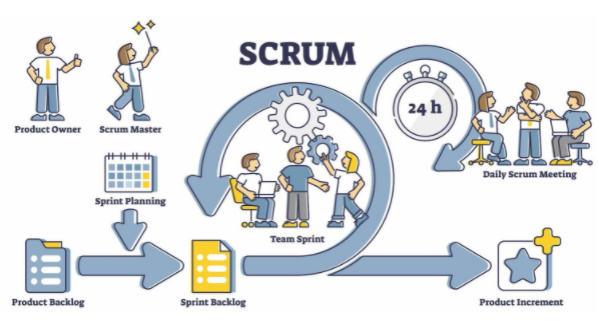 SCRUM
Product Owner
Scrum Master
24 h
Sprint Planning
Daily Scrum Meeting
Team Sprint
Product Backlog
Sprint Backlog
Product Increment